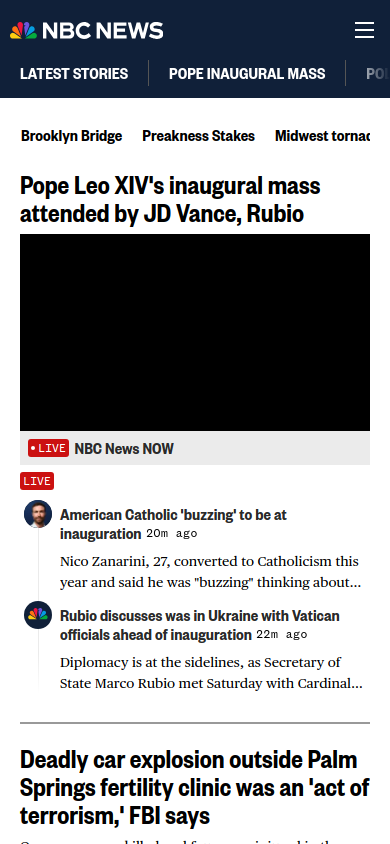 NBC NEWS
LATEST STORIES
POPE INAUGURAL MASS
Brooklyn Bridge
Preakness Stakes
Midwest
Pope Leo XIV's inaugural mass
attended by JD Vance, Rubio
LIVE
NBC News NOW
LIVE
American Catholic 'buzzing' to be at
inauguration 20m ago
Nico Zanarini, 27, converted to Catholicism this
year and said he was "buzzing" thinking about...
Rubio discusses was in Ukraine with Vatican
officials ahead of inauguration 22m ago
Diplomacy is at the sidelines, as Secretary of
State Marco Rubio met Saturday with Cardinal...
Deadly car explosion outside Palm
Springs fertility clinic was an 'act of
terrorism,' FBI says